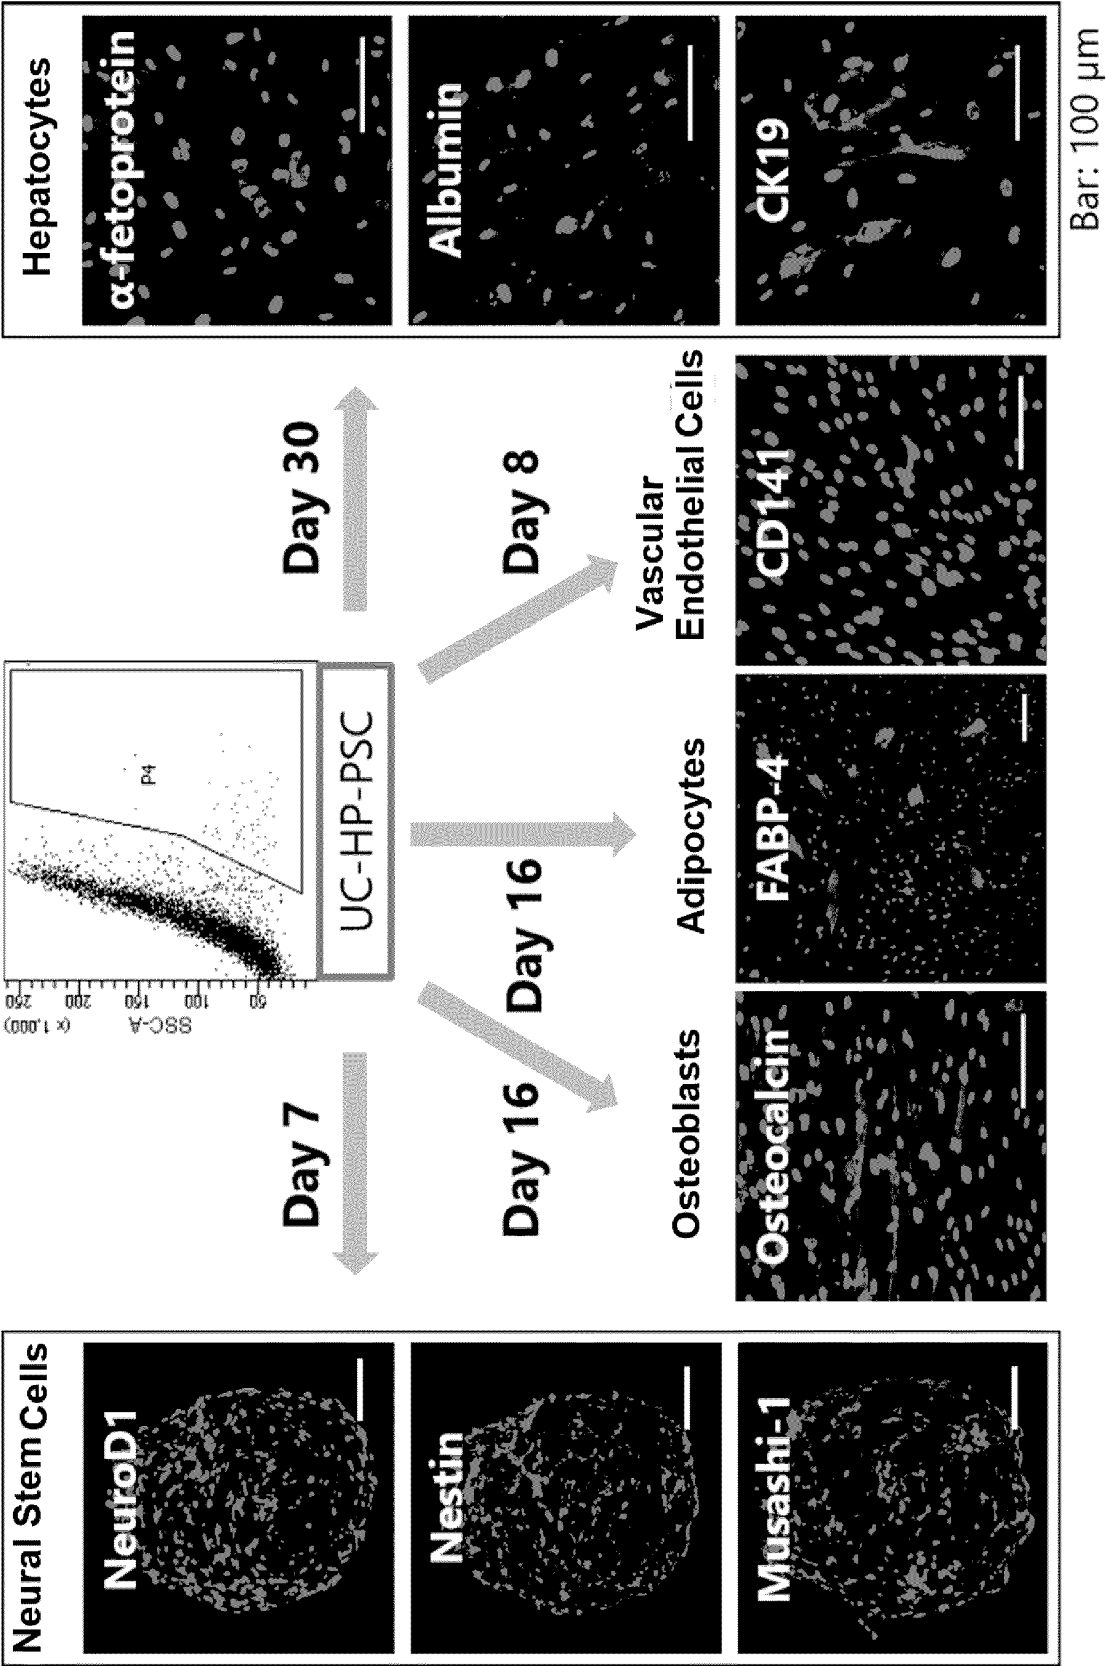 Neural Stem Cells
NeuroD1
Nestin
Musashi-1
Day 7
(x 1,000)
SSC-A
50
100
150
200
250
P4
UC-HP-PSC
Day 30
Day 16
Day 16
Day 8
Osteoblasts
Osteocalcin
Adipocytes
FABP-4
Vascular
Endothelial Cells
CD141
Hepatocytes
α-fetoprotein
Albumin
CK19
Bar: 100 μm